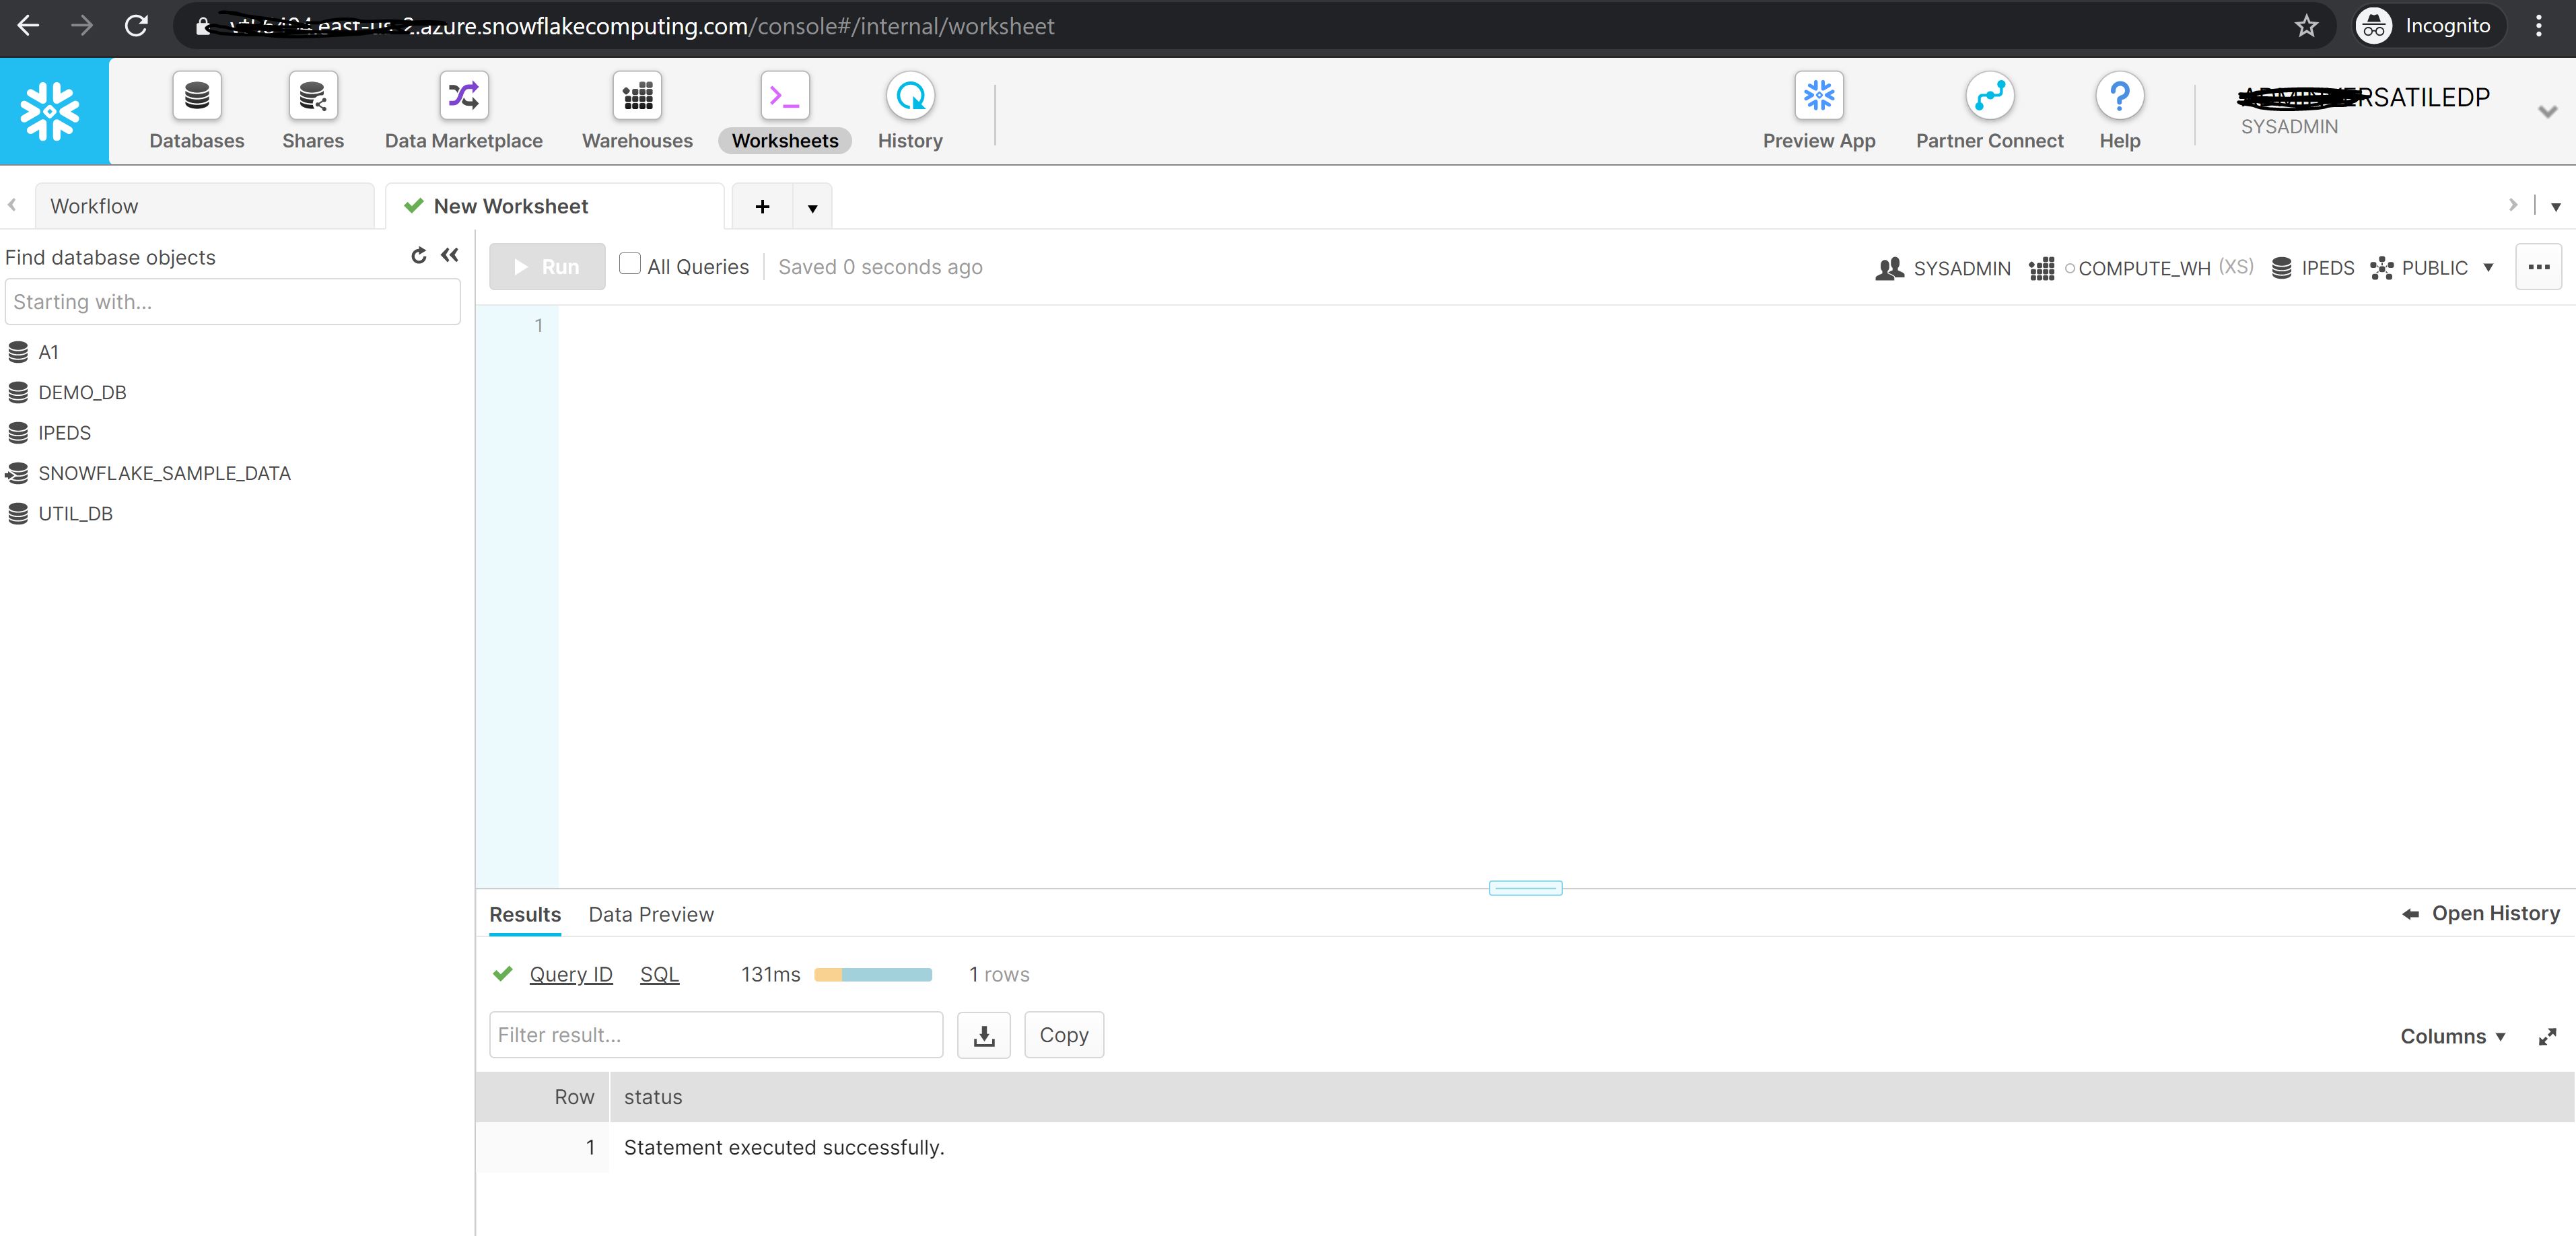 .azure.snowflakecomputing.com/console#/internal/worksheet
Incognito
Databases
Shares
Data Marketplace
Warehouses
Worksheets
History
Preview App
Partner Connect
Help
RSATILEDP
SYSADMIN
Workflow
New Worksheet
+
Find database objects
Starting with...
A1
DEMO_DB
IPEDS
SNOWFLAKE_SAMPLE_DATA
UTIL_DB
Run
All Queries
Saved 0 seconds ago
SYSADMIN
COMPUTE_WH (XS)
IPEDS
PUBLIC
...
1
Results
Data Preview
Open History
Query ID
SQL
131ms
1 rows
Filter result...
Copy
Columns
Row status
1 Statement executed successfully.